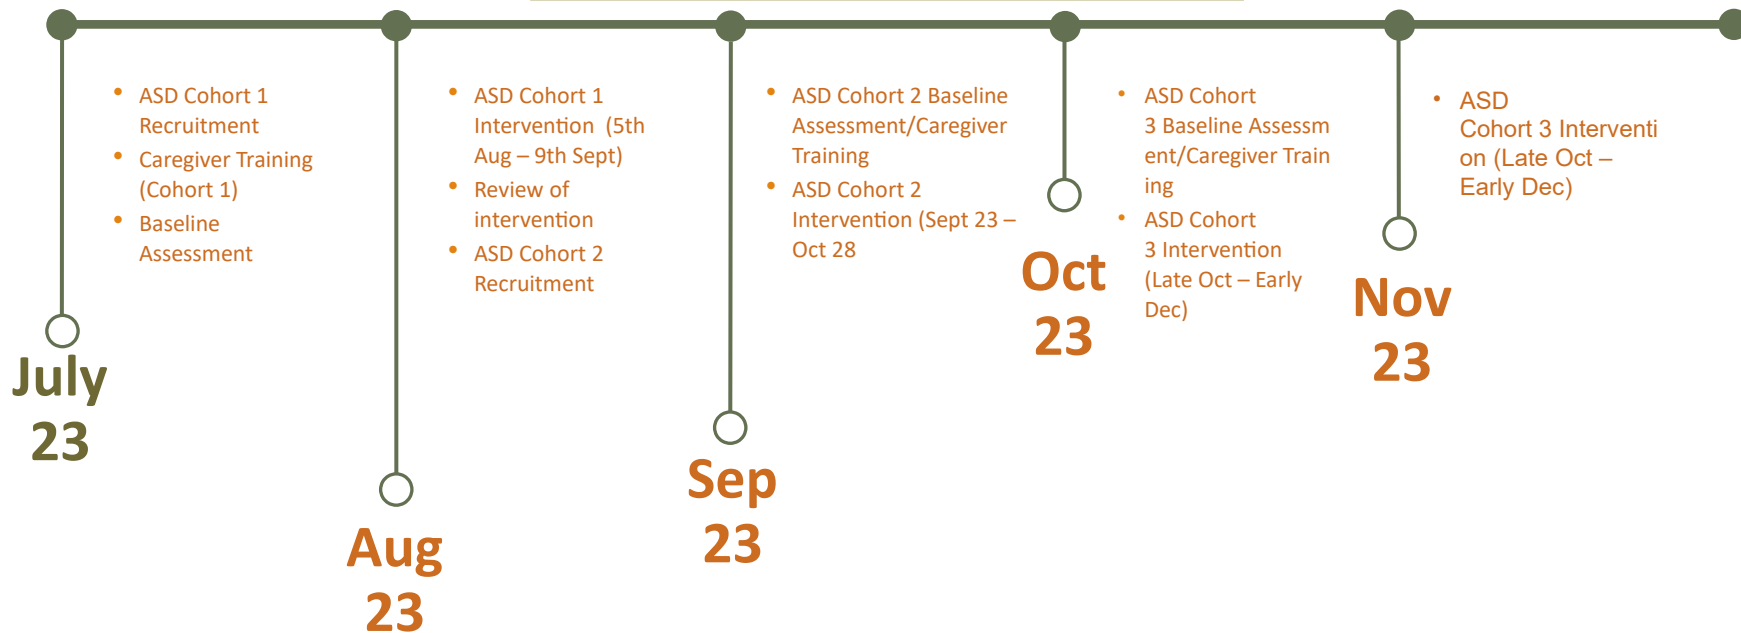 • ASD Cohort 1
Recruitment
• Caregiver Training
(Cohort 1)
• Baseline
Assessment
July
23
• ASD Cohort 1
Intervention (5th
Aug – 9th Sept)
• Review of
intervention
• ASD Cohort 2
Recruitment
Aug
23
• ASD Cohort 2 Baseline
Assessment/Caregiver
Training
• ASD Cohort 2
Intervention (Sept 23 –
Oct 28
Sep
23
• ASD Cohort
3 Baseline Assessm
ent/Caregiver Train
ing
• ASD Cohort
3 Intervention
(Late Oct – Early
Dec)
Oct
23
• ASD
Cohort 3 Interventi
on (Late Oct –
Early Dec)
Nov
23